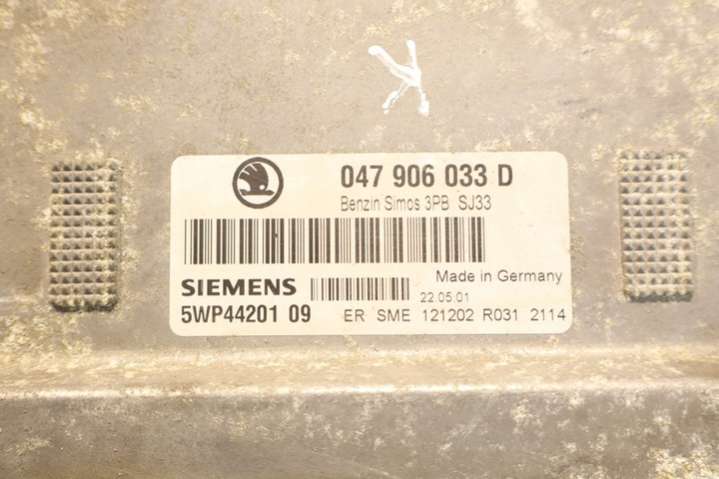 K
047 906 033 D
Benzin Simos 3PB SJ33
SIEMENS
Made in Germany
22.05.01
5WP44201 09
ER SME 121202 R031 2114